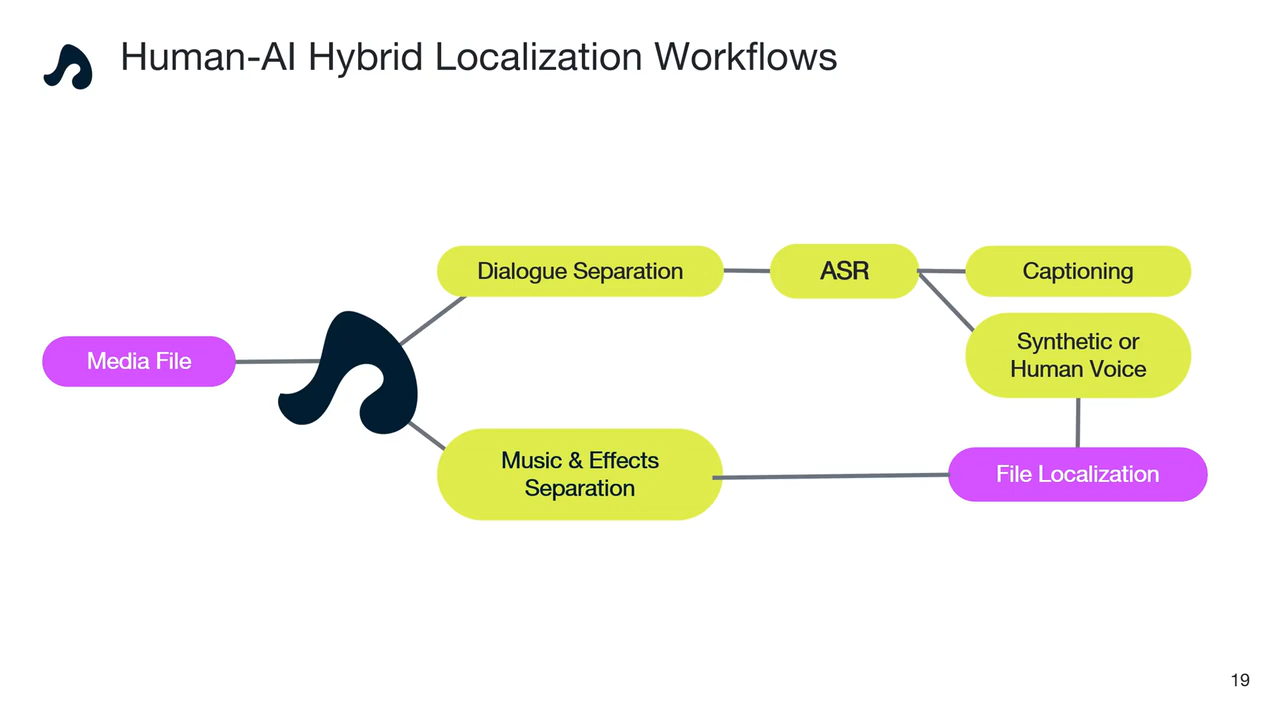 Human-AI Hybrid Localization Workflows
Dialogue Separation
ASR
Captioning
Synthetic or
Human Voice
Media File
Music & Effects
Separation
File Localization
19